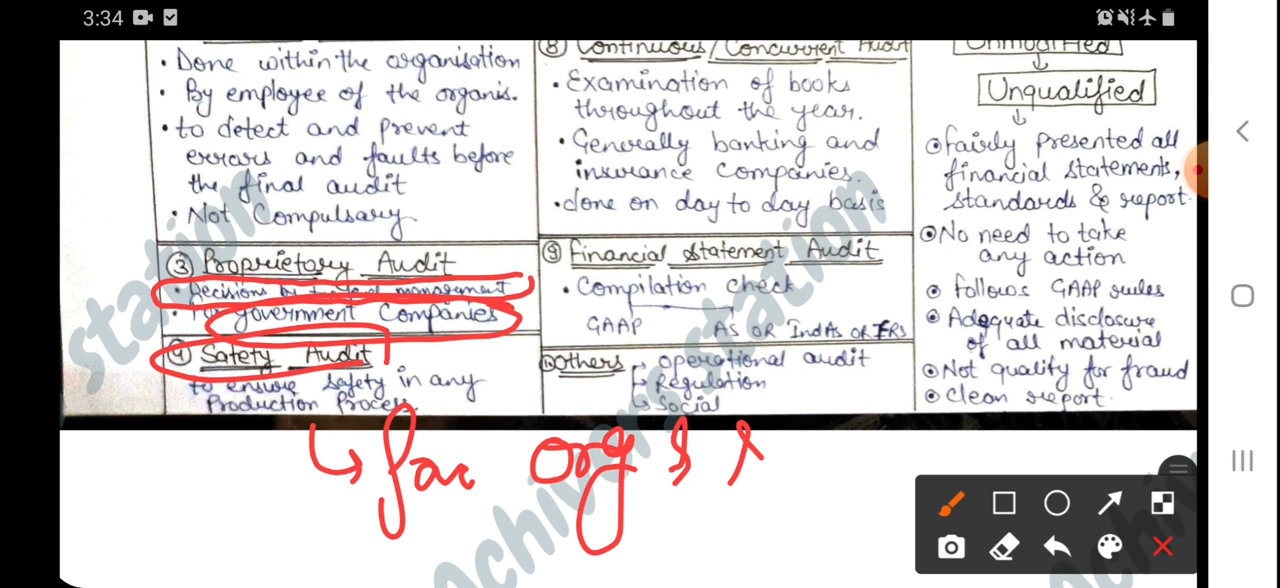 3:34
• Done within the organisation
• By employee of the organis.
• to detect and prevent
errors and faults before
the final audit
• Not Compulsary
③ Proprietary Audit
• Decisions by management
• government Companies
④ Safety Audit
to ensure safety in any
Production Process.
⑧ Continuous/Concurrent Audit
• Examination of books
throughout the year.
• Generally banking and
insurance Companies.
• done on day to day basis
⑨ Financial Statement Audit
• Compilation check
GAAP AS OR IndAs OR IFRS
⑩ Others → operational audit
→ Regulation
→ Social
Unmodified
Unqualified
fairly presented all
financial statements,
standards & report.
No need to take
any action
follows GAAP rules
Adequate disclosure
of all material
Not quality for fraud
Clean report.
↳ for org &
station
Achivers station
Achivers